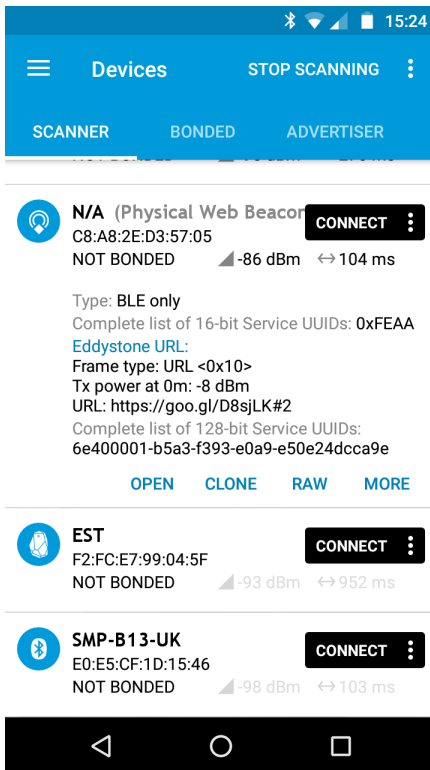 15:24
Devices STOP SCANNING
SCANNER BONDED ADVERTISER
N/A (Physical Web Beacon CONNECT
C8:A8:2E:D3:57:05
NOT BONDED -86 dBm 104 ms
Type: BLE only
Complete list of 16-bit Service UUIDs: 0xFEAA
Eddystone URL:
Frame type: URL <0x10>
Tx power at 0m: -8 dBm
URL: https://goo.gl/D8sjLK#2
Complete list of 128-bit Service UUIDs:
6e400001-b5a3-f393-e0a9-e50e24dcca9e
OPEN CLONE RAW MORE
EST CONNECT
F2:FC:E7:99:04:5F
NOT BONDED -93 dBm 952 ms
SMP-B13-UK CONNECT
E0:E5:CF:1D:15:46
NOT BONDED -98 dBm 103 ms